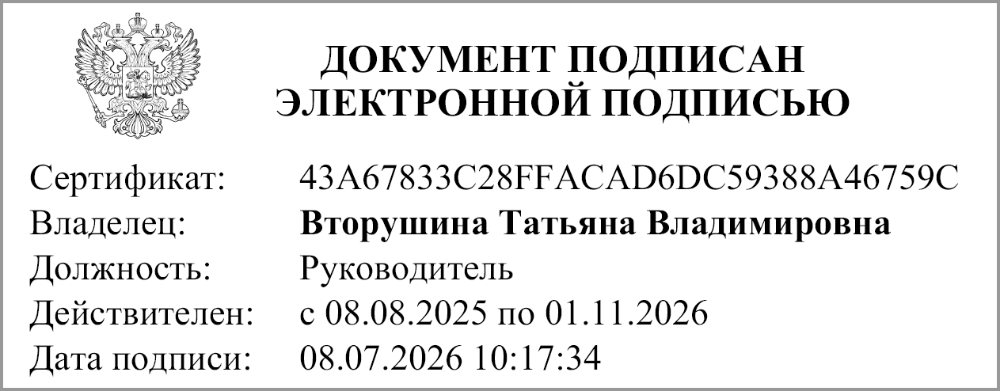 ДОКУМЕНТ ПОДПИСАН
ЭЛЕКТРОННОЙ ПОДПИСЬЮ
Сертификат: 43A67833C28FFACAD6DC59388A46759C
Владелец: Вторушина Татьяна Владимировна
Должность: Руководитель
Действителен: с 08.08.2025 по 01.11.2026
Дата подписи: 08.07.2026 10:17:34